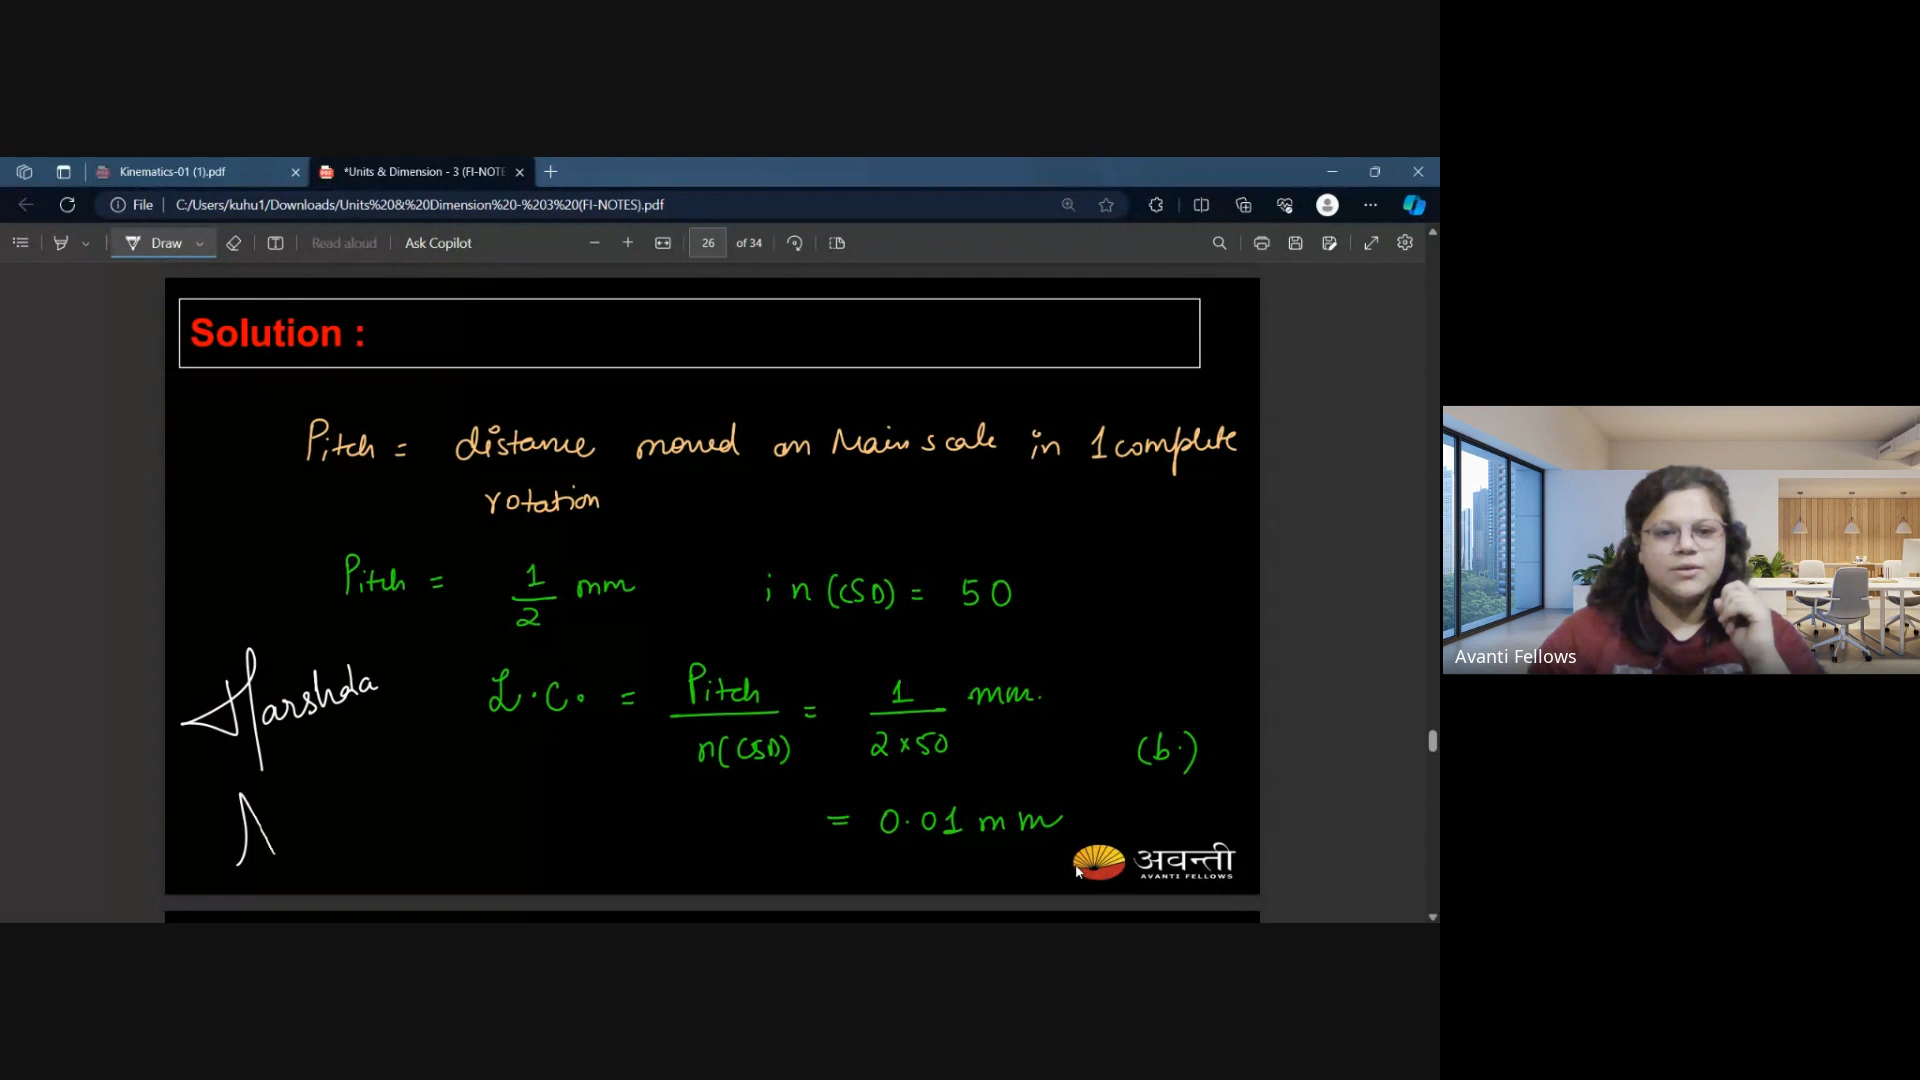 Kinematics-01 (1).pdf
*Units & Dimension - 3 (FI-NOTE
File
C:/Users/kuhu1/Downloads/Units%20&%20Dimension%20-%203%20(FI-NOTES).pdf
Draw
Read aloud
Ask Copilot
26
of 34
Solution :
Pitch = distance moved on Main scale in 1 complete
rotation
Pitch = 1/2 mm ; n (CSD) = 50
Harshda
L.C. = Pitch/n(CSD) = 1/2×50 mm.
(b.)
= 0.01 mm
अवन्ती
AVANTI FELLOWS
Avanti Fellows